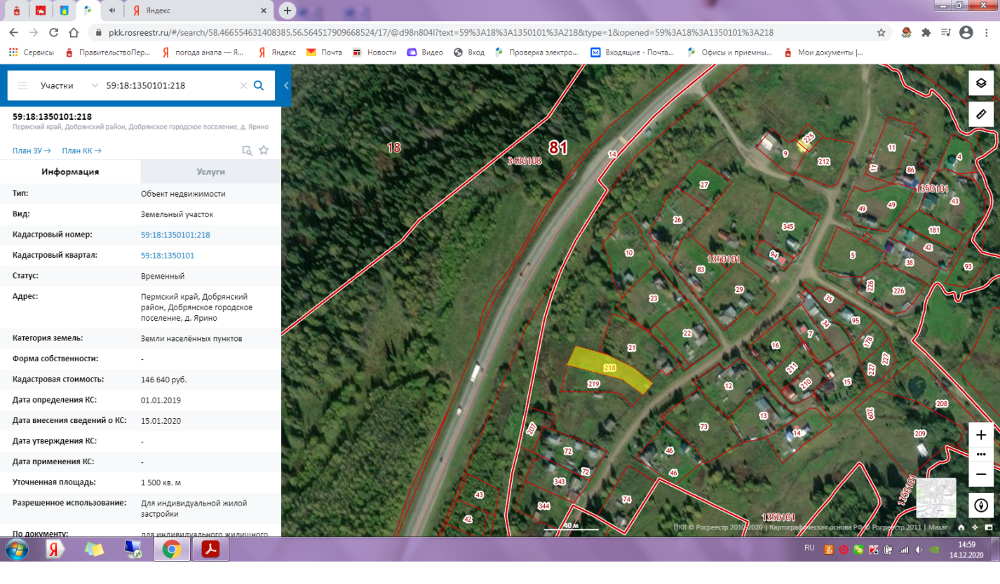 Яндекс
pkk.rosreestr.ru/#/search/58.466554631408385,56.564517909668524/17/@d98n804l?text=59%3A18%3A1350101%3A218&type=1&opened=59%3A18%3A1350101%3A218
Сервисы
ПравительствоПер...
погода анапа — Я...
Яндекс
Почта
Новости
Видео
Вход
Проверка электро...
Входящие - Почта...
Офисы и приемны...
Мои документы |...
Участки
59:18:1350101:218
59:18:1350101:218
Пермский край, Добрянский район, Добрянское городское поселение, д. Ярино
План ЗУ →
План КК →
Информация
Услуги
Тип:
Объект недвижимости
Вид:
Земельный участок
Кадастровый номер:
59:18:1350101:218
Кадастровый квартал:
59:18:1350101
Статус:
Временный
Адрес:
Пермский край, Добрянский
район, Добрянское городское
поселение, д. Ярино
Категория земель:
Земли населённых пунктов
Форма собственности:
-
Кадастровая стоимость:
146 640 руб.
Дата определения КС:
01.01.2019
Дата внесения сведений о КС:
15.01.2020
Дата утверждения КС:
-
Дата применения КС:
-
Уточненная площадь:
1 500 кв. м
Разрешенное использование:
Для индивидуальной жилой
застройки
По документу:
для индивидуального жилищного
18
81
3430108
14
9
225
212
11
11
86
4
1350101
27
49
49
43
26
345
181
10
1350101
5
42
38
93
83
29
226
226
23
35
95
34
22
7
178
21
16
227
227
211
218
210
15
219
12
208
13
209
73
14
209
207
72
46
72
46
343
43
74
344
42
1350101
1350101
40 м
ПКК © Росреестр 2010-2020 | Картографическая основа РФ © Росреестр 2011 | Maxar
RU
14:59
14.12.2020